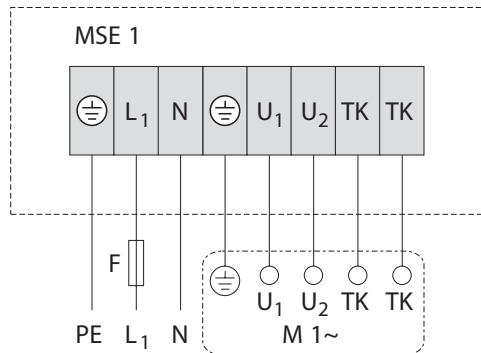 MSE 1
L1 N U1 U2 TK TK
F
U1 U2 TK TK
PE L1 N M 1~